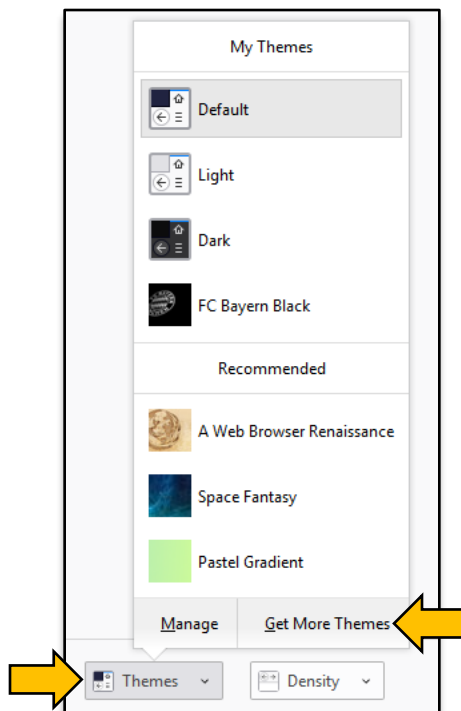 My Themes
Default
Light
Dark
FC Bayern Black
Recommended
A Web Browser Renaissance
Space Fantasy
Pastel Gradient
Manage Get More Themes
Themes Density